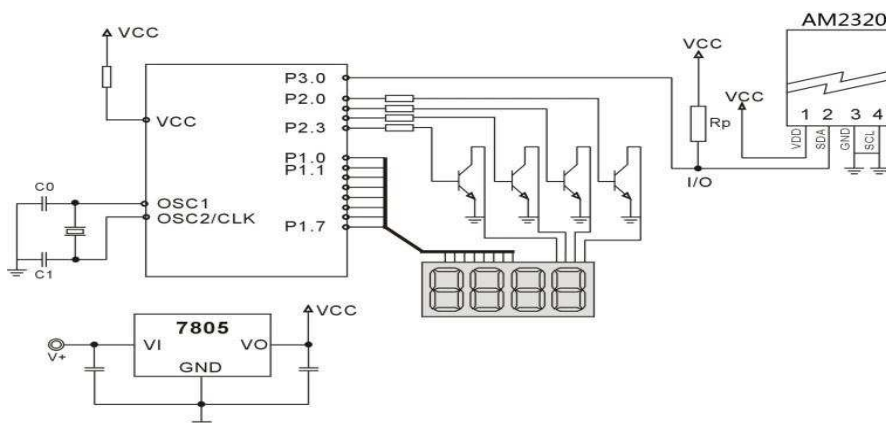 AM2320
VCC
VCC
VCC
P3.0
P2.0
P2.3
P1.0
P1.1
P1.7
VCC
OSC1
OSC2/CLK
C0
C1
Rp
I/O
1 2 3 4
VDD
SDA
GND
SCL
7805
VI
VO
GND
V+
VCC